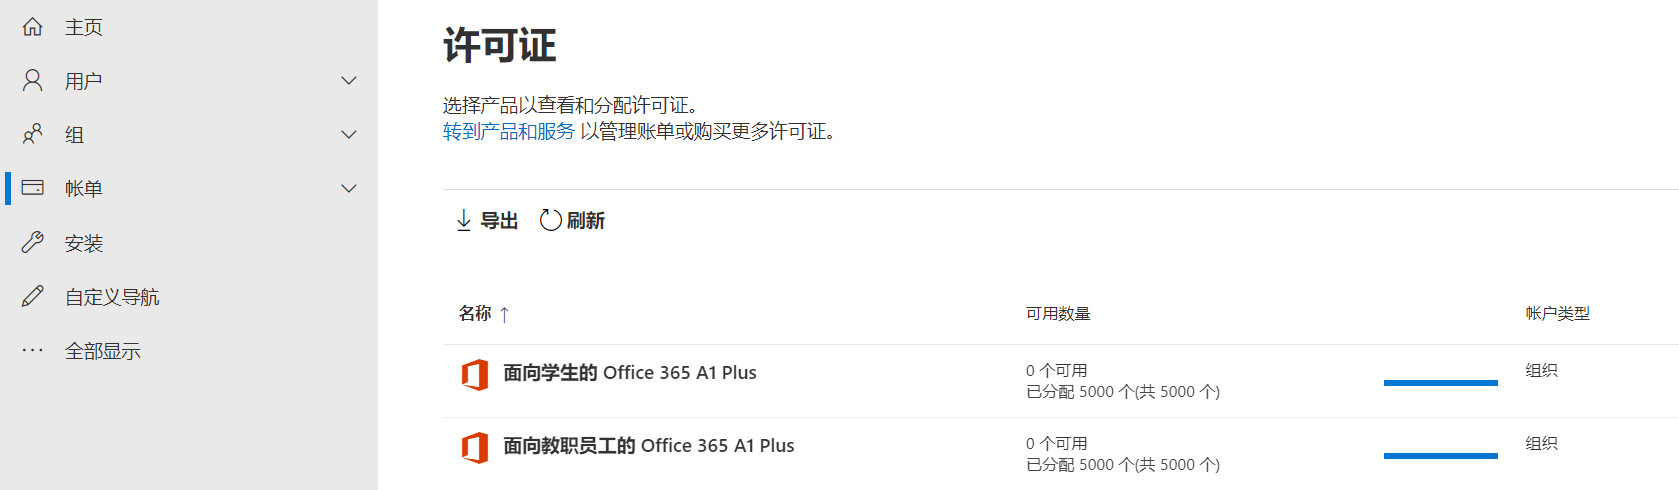 主页
用户
组
帐单
安装
自定义导航
全部显示
许可证
选择产品以查看和分配许可证。
转到产品和服务 以管理账单或购买更多许可证。
导出 刷新
名称 ↑ 可用数量 帐户类型
面向学生的 Office 365 A1 Plus 0 个可用 组织
已分配 5000 个(共 5000 个)
面向教职员工的 Office 365 A1 Plus 0 个可用 组织
已分配 5000 个(共 5000 个)